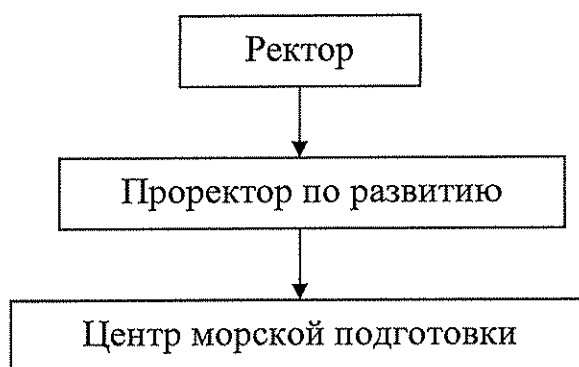 Ректор
Проректор по развитию
Центр морской подготовки